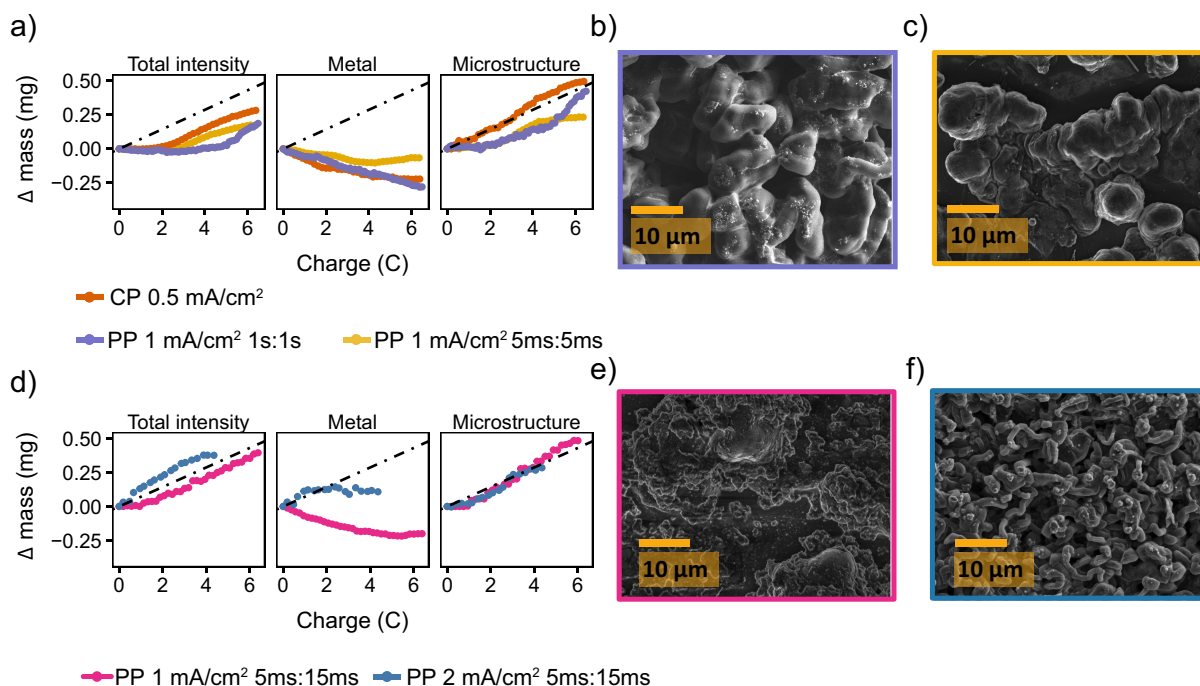 a)
Total intensity Metal Microstructure
0.50
0.25
0.00
−0.25
Δ mass (mg)
0 2 4 6 0 2 4 6 0 2 4 6
Charge (C)
CP 0.5 mA/cm²
PP 1 mA/cm² 1s:1s PP 1 mA/cm² 5ms:5ms
b)
10 µm
c)
10 µm
d)
Total intensity Metal Microstructure
0.50
0.25
0.00
−0.25
Δ mass (mg)
0 2 4 6 0 2 4 6 0 2 4 6
Charge (C)
PP 1 mA/cm² 5ms:15ms PP 2 mA/cm² 5ms:15ms
e)
10 µm
f)
10 µm